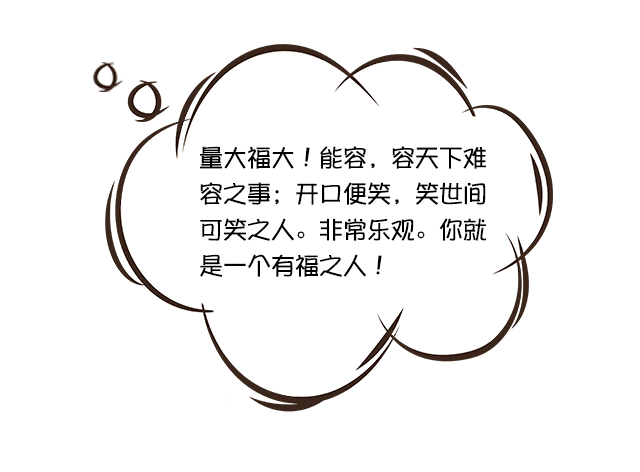 量大福大！能容，容天下难
容之事；开口便笑，笑世间
可笑之人。非常乐观。你就
是一个有福之人！